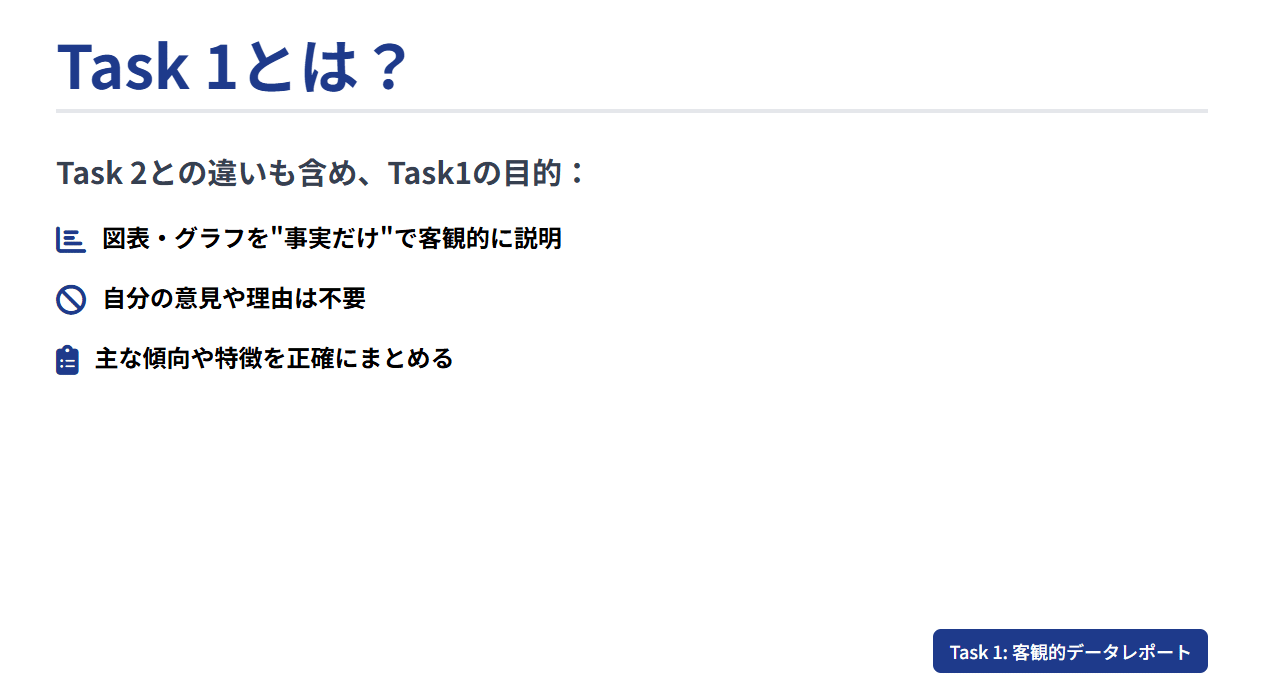 Task 1とは？
Task 2との違いも含め、Task1の目的：
図表・グラフを"事実だけ"で客観的に説明
自分の意見や理由は不要
主な傾向や特徴を正確にまとめる
Task 1: 客観的データレポート